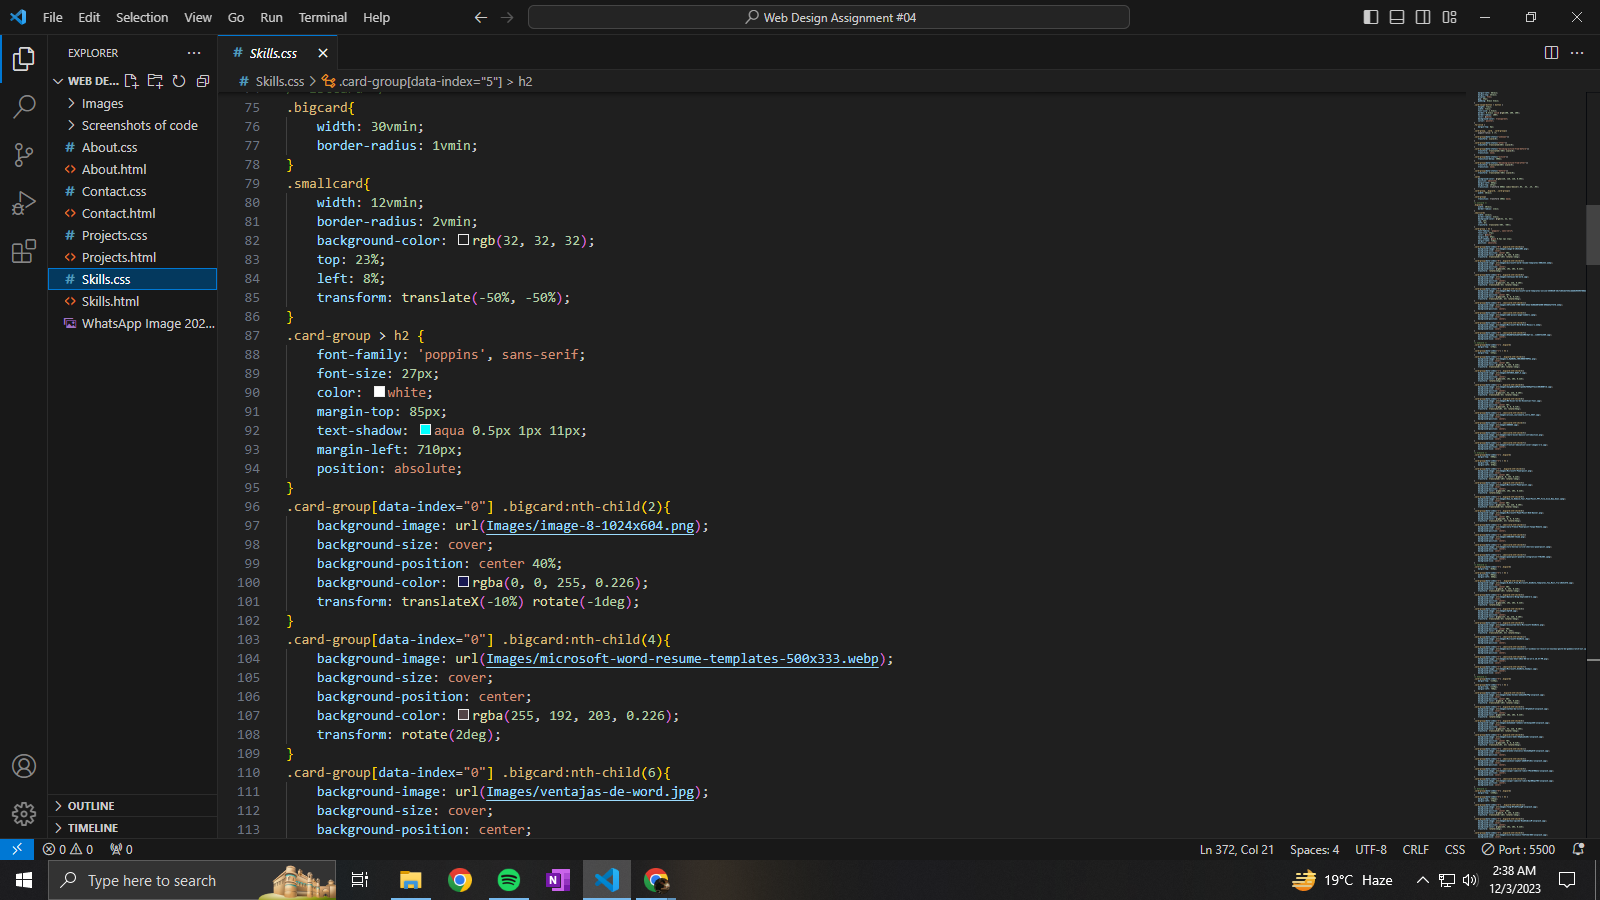 File Edit Selection View Go Run Terminal Help
Web Design Assignment #04
EXPLORER
WEB DE...
Images
Screenshots of code
About.css
About.html
Contact.css
Contact.html
Projects.css
Projects.html
Skills.css
Skills.html
WhatsApp Image 202...
OUTLINE
TIMELINE
Skills.css
Skills.css > .card-group[data-index="5"] > h2
75 .bigcard{
76 width: 30vmin;
77 border-radius: 1vmin;
78 }
79 .smallcard{
80 width: 12vmin;
81 border-radius: 2vmin;
82 background-color: rgb(32, 32, 32);
83 top: 23%;
84 left: 8%;
85 transform: translate(-50%, -50%);
86 }
87 .card-group > h2 {
88 font-family: 'poppins', sans-serif;
89 font-size: 27px;
90 color: white;
91 margin-top: 85px;
92 text-shadow: aqua 0.5px 1px 11px;
93 margin-left: 710px;
94 position: absolute;
95 }
96 .card-group[data-index="0"] .bigcard:nth-child(2){
97 background-image: url(Images/image-8-1024x604.png);
98 background-size: cover;
99 background-position: center 40%;
100 background-color: rgba(0, 0, 255, 0.226);
101 transform: translateX(-10%) rotate(-1deg);
102 }
103 .card-group[data-index="0"] .bigcard:nth-child(4){
104 background-image: url(Images/microsoft-word-resume-templates-500x333.webp);
105 background-size: cover;
106 background-position: center;
107 background-color: rgba(255, 192, 203, 0.226);
108 transform: rotate(2deg);
109 }
110 .card-group[data-index="0"] .bigcard:nth-child(6){
111 background-image: url(Images/ventajas-de-word.jpg);
112 background-size: cover;
113 background-position: center;
0 0 0
Ln 372, Col 21 Spaces: 4 UTF-8 CRLF CSS Port : 5500
Type here to search
19°C Haze
2:38 AM
12/3/2023